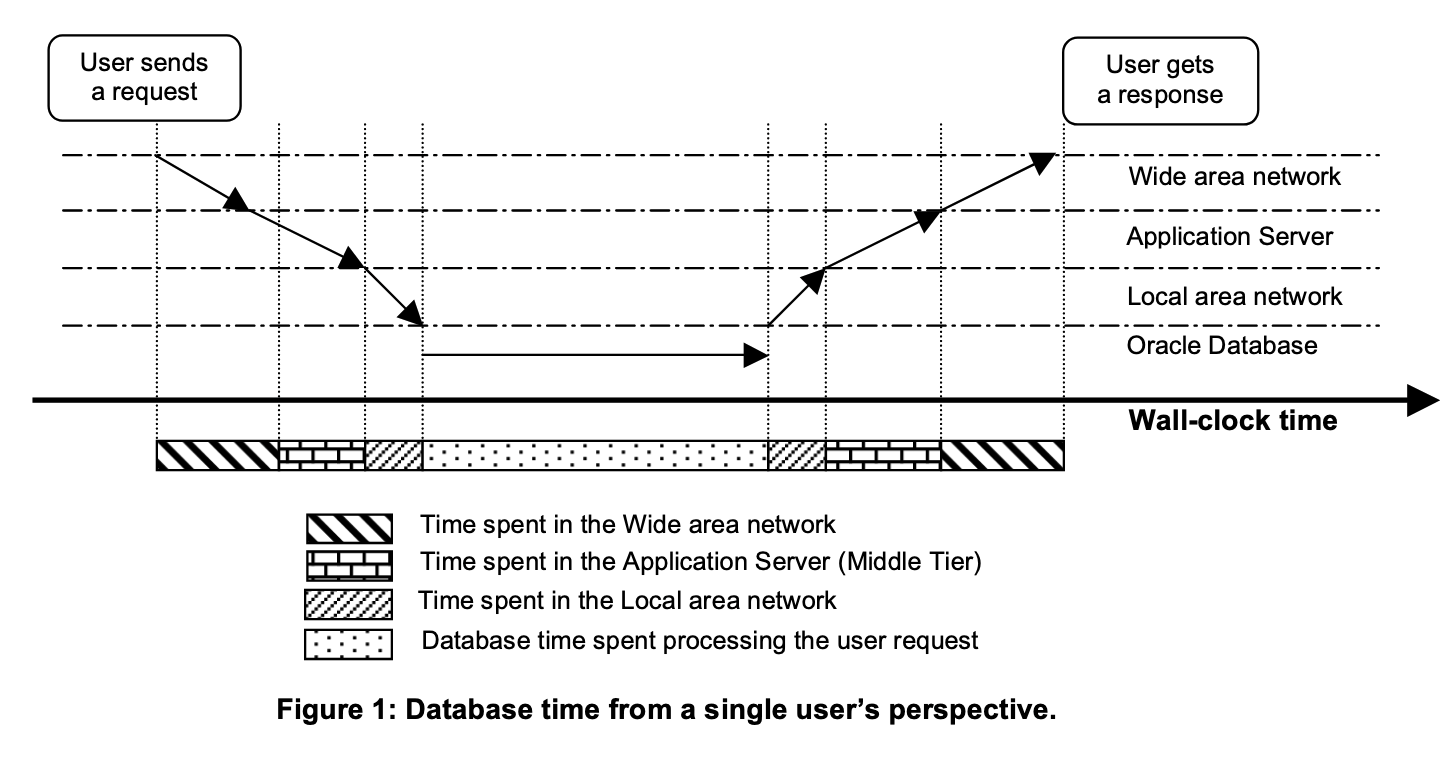 User sends
a request
User gets
a response
Wide area network
Application Server
Local area network
Oracle Database
Wall-clock time
Time spent in the Wide area network
Time spent in the Application Server (Middle Tier)
Time spent in the Local area network
Database time spent processing the user request
Figure 1: Database time from a single user’s perspective.